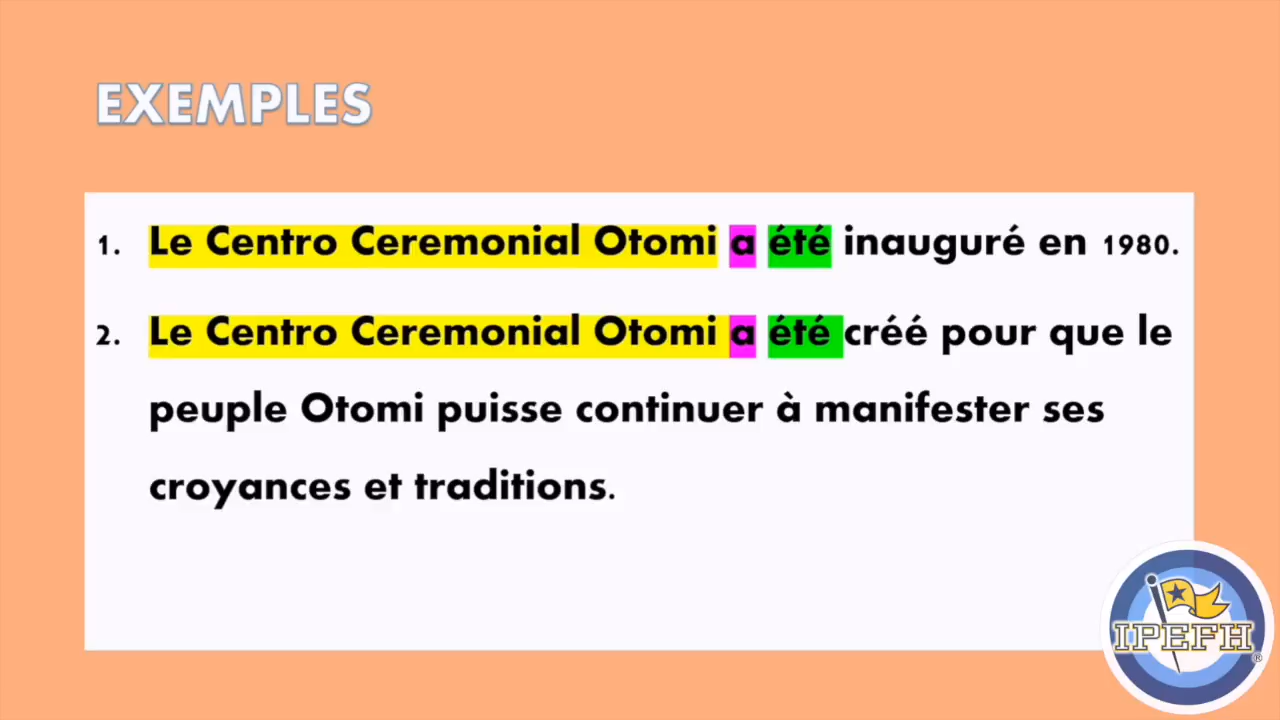 EXEMPLES
1. Le Centro Ceremonial Otomi a été inauguré en 1980.
2. Le Centro Ceremonial Otomi a été créé pour que le
peuple Otomi puisse continuer à manifester ses
croyances et traditions.
IPEFH
®